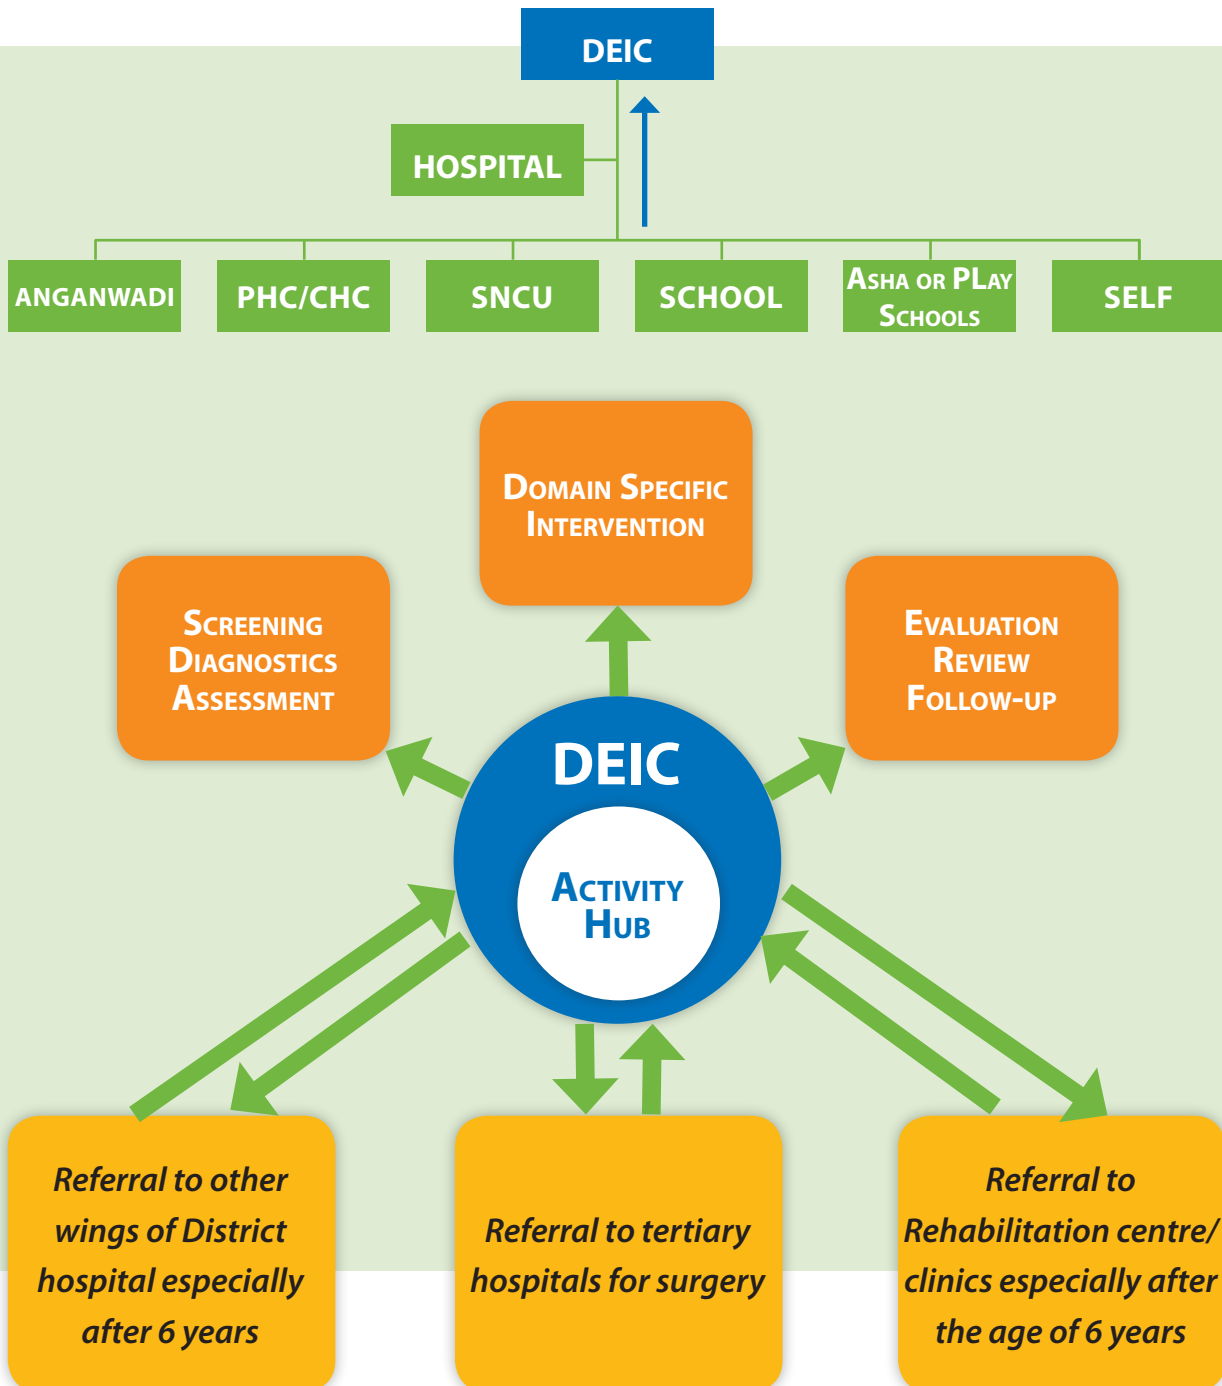 DEIC
HOSPITAL
ANGANWADI
PHC/CHC
SNCU
SCHOOL
ASHA OR PLAY
SCHOOLS
SELF
DOMAIN SPECIFIC
INTERVENTION
SCREENING
DIAGNOSTICS
ASSESSMENT
EVALUATION
REVIEW
FOLLOW-UP
DEIC
ACTIVITY
HUB
Referral to other
wings of District
hospital especially
after 6 years
Referral to tertiary
hospitals for surgery
Referral to
Rehabilitation centre/
clinics especially after
the age of 6 years